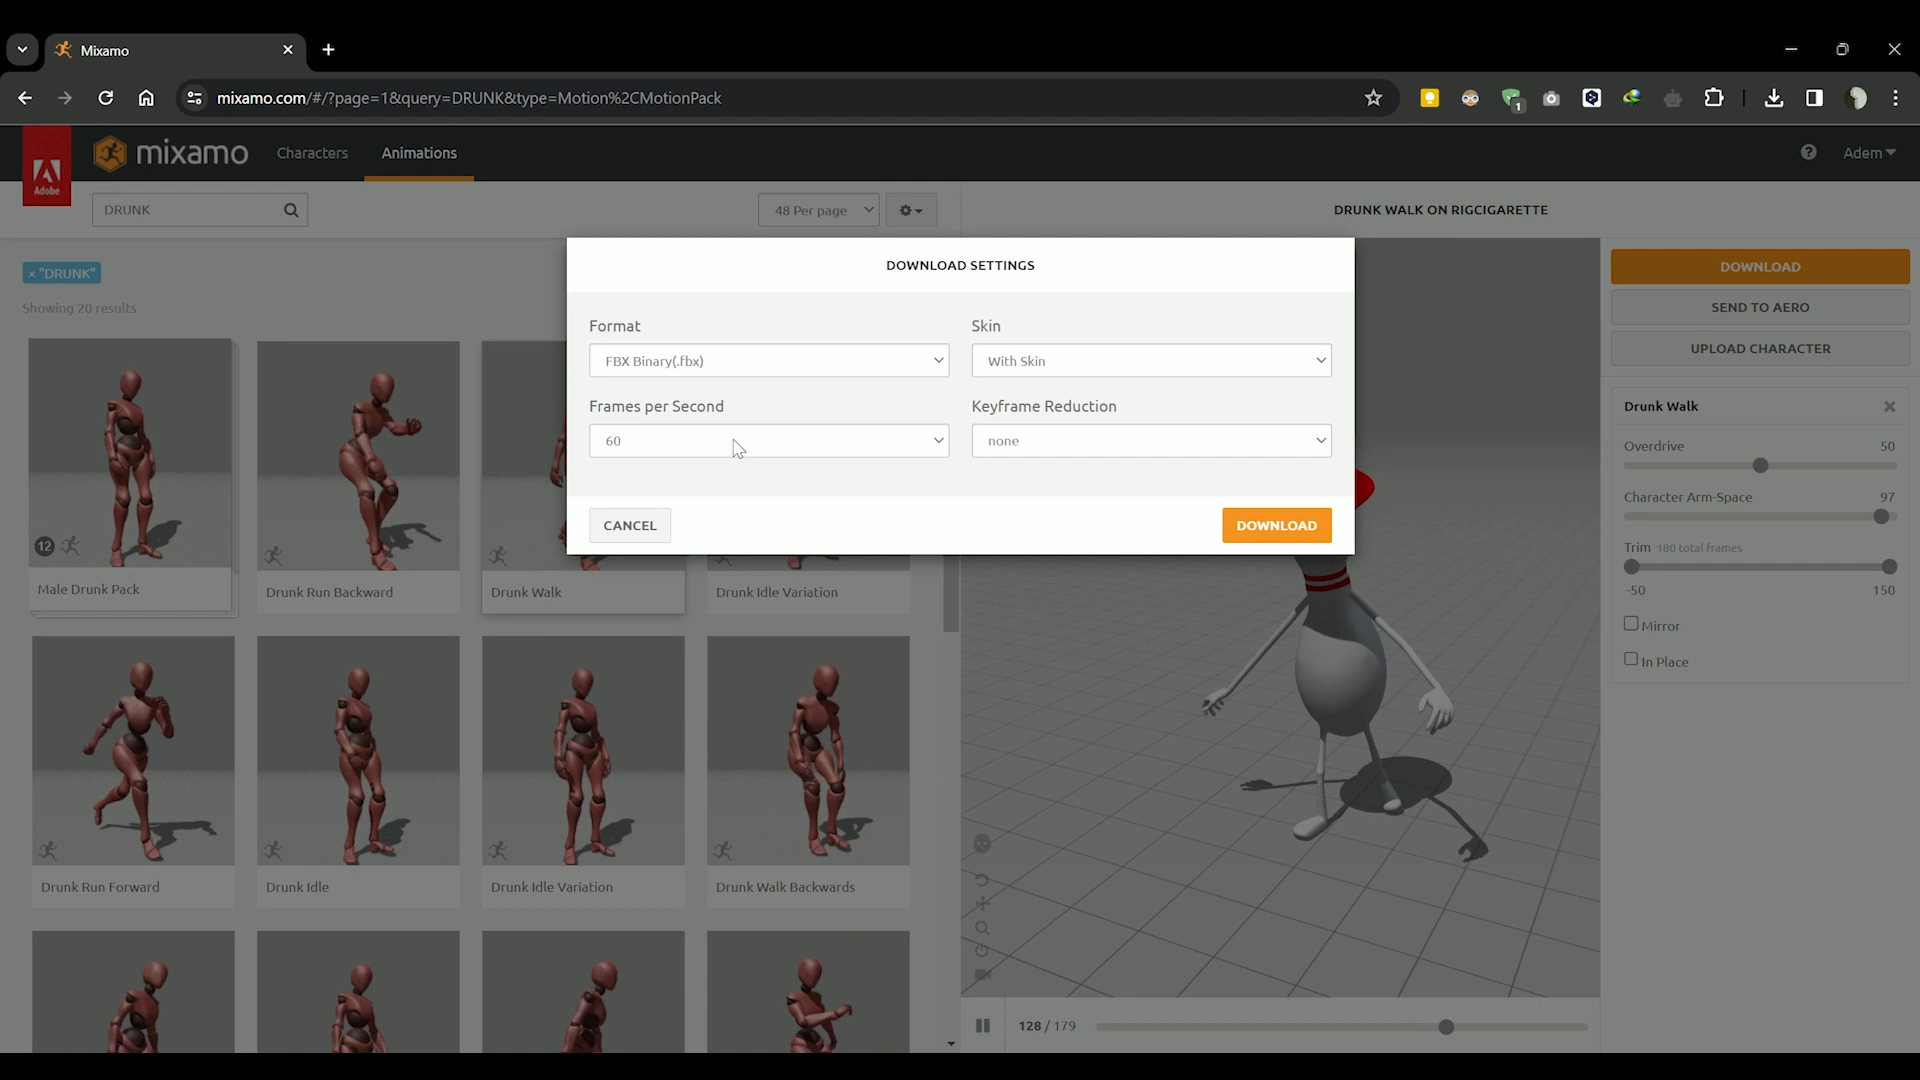 Mixamo
mixamo.com/#/?page=1&query=DRUNK&type=Motion%2CMotionPack
1
Adobe
mixamo
Characters
Animations
Adem
DRUNK
48 Per page
DRUNK WALK ON RIGCIGARETTE
× "DRUNK"
Showing 20 results
DOWNLOAD SETTINGS
Format
FBX Binary(.fbx)
Skin
With Skin
Frames per Second
60
Keyframe Reduction
none
CANCEL
DOWNLOAD
DOWNLOAD
SEND TO AERO
UPLOAD CHARACTER
Drunk Walk
Overdrive 50
Character Arm-Space 97
Trim 180 total frames
-50 150
Mirror
In Place
12
Male Drunk Pack
Drunk Run Backward
Drunk Walk
Drunk Idle Variation
Drunk Run Forward
Drunk Idle
Drunk Idle Variation
Drunk Walk Backwards
128 / 179